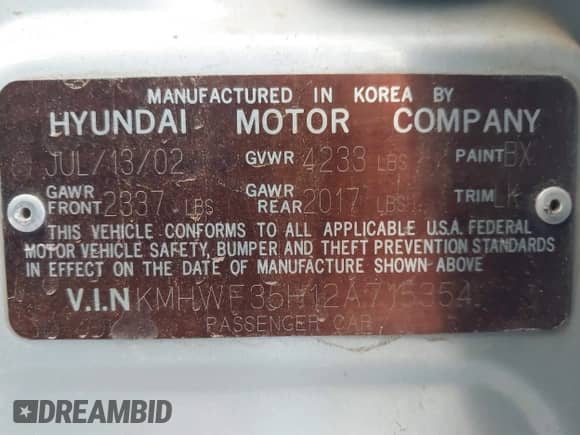 MANUFACTURED IN KOREA BY
HYUNDAI MOTOR COMPANY
JUL/13/02 GVWR 4233 LBS PAINT BX
GAWR FRONT 2337 LBS GAWR REAR 2017 LBS TRIM LK
THIS VEHICLE CONFORMS TO ALL APPLICABLE U.S.A. FEDERAL
MOTOR VEHICLE SAFETY, BUMPER AND THEFT PREVENTION STANDARDS
IN EFFECT ON THE DATE OF MANUFACTURE SHOWN ABOVE
V.I.N KMHWF35H12A715354
PASSENGER CAR
DREAMBID